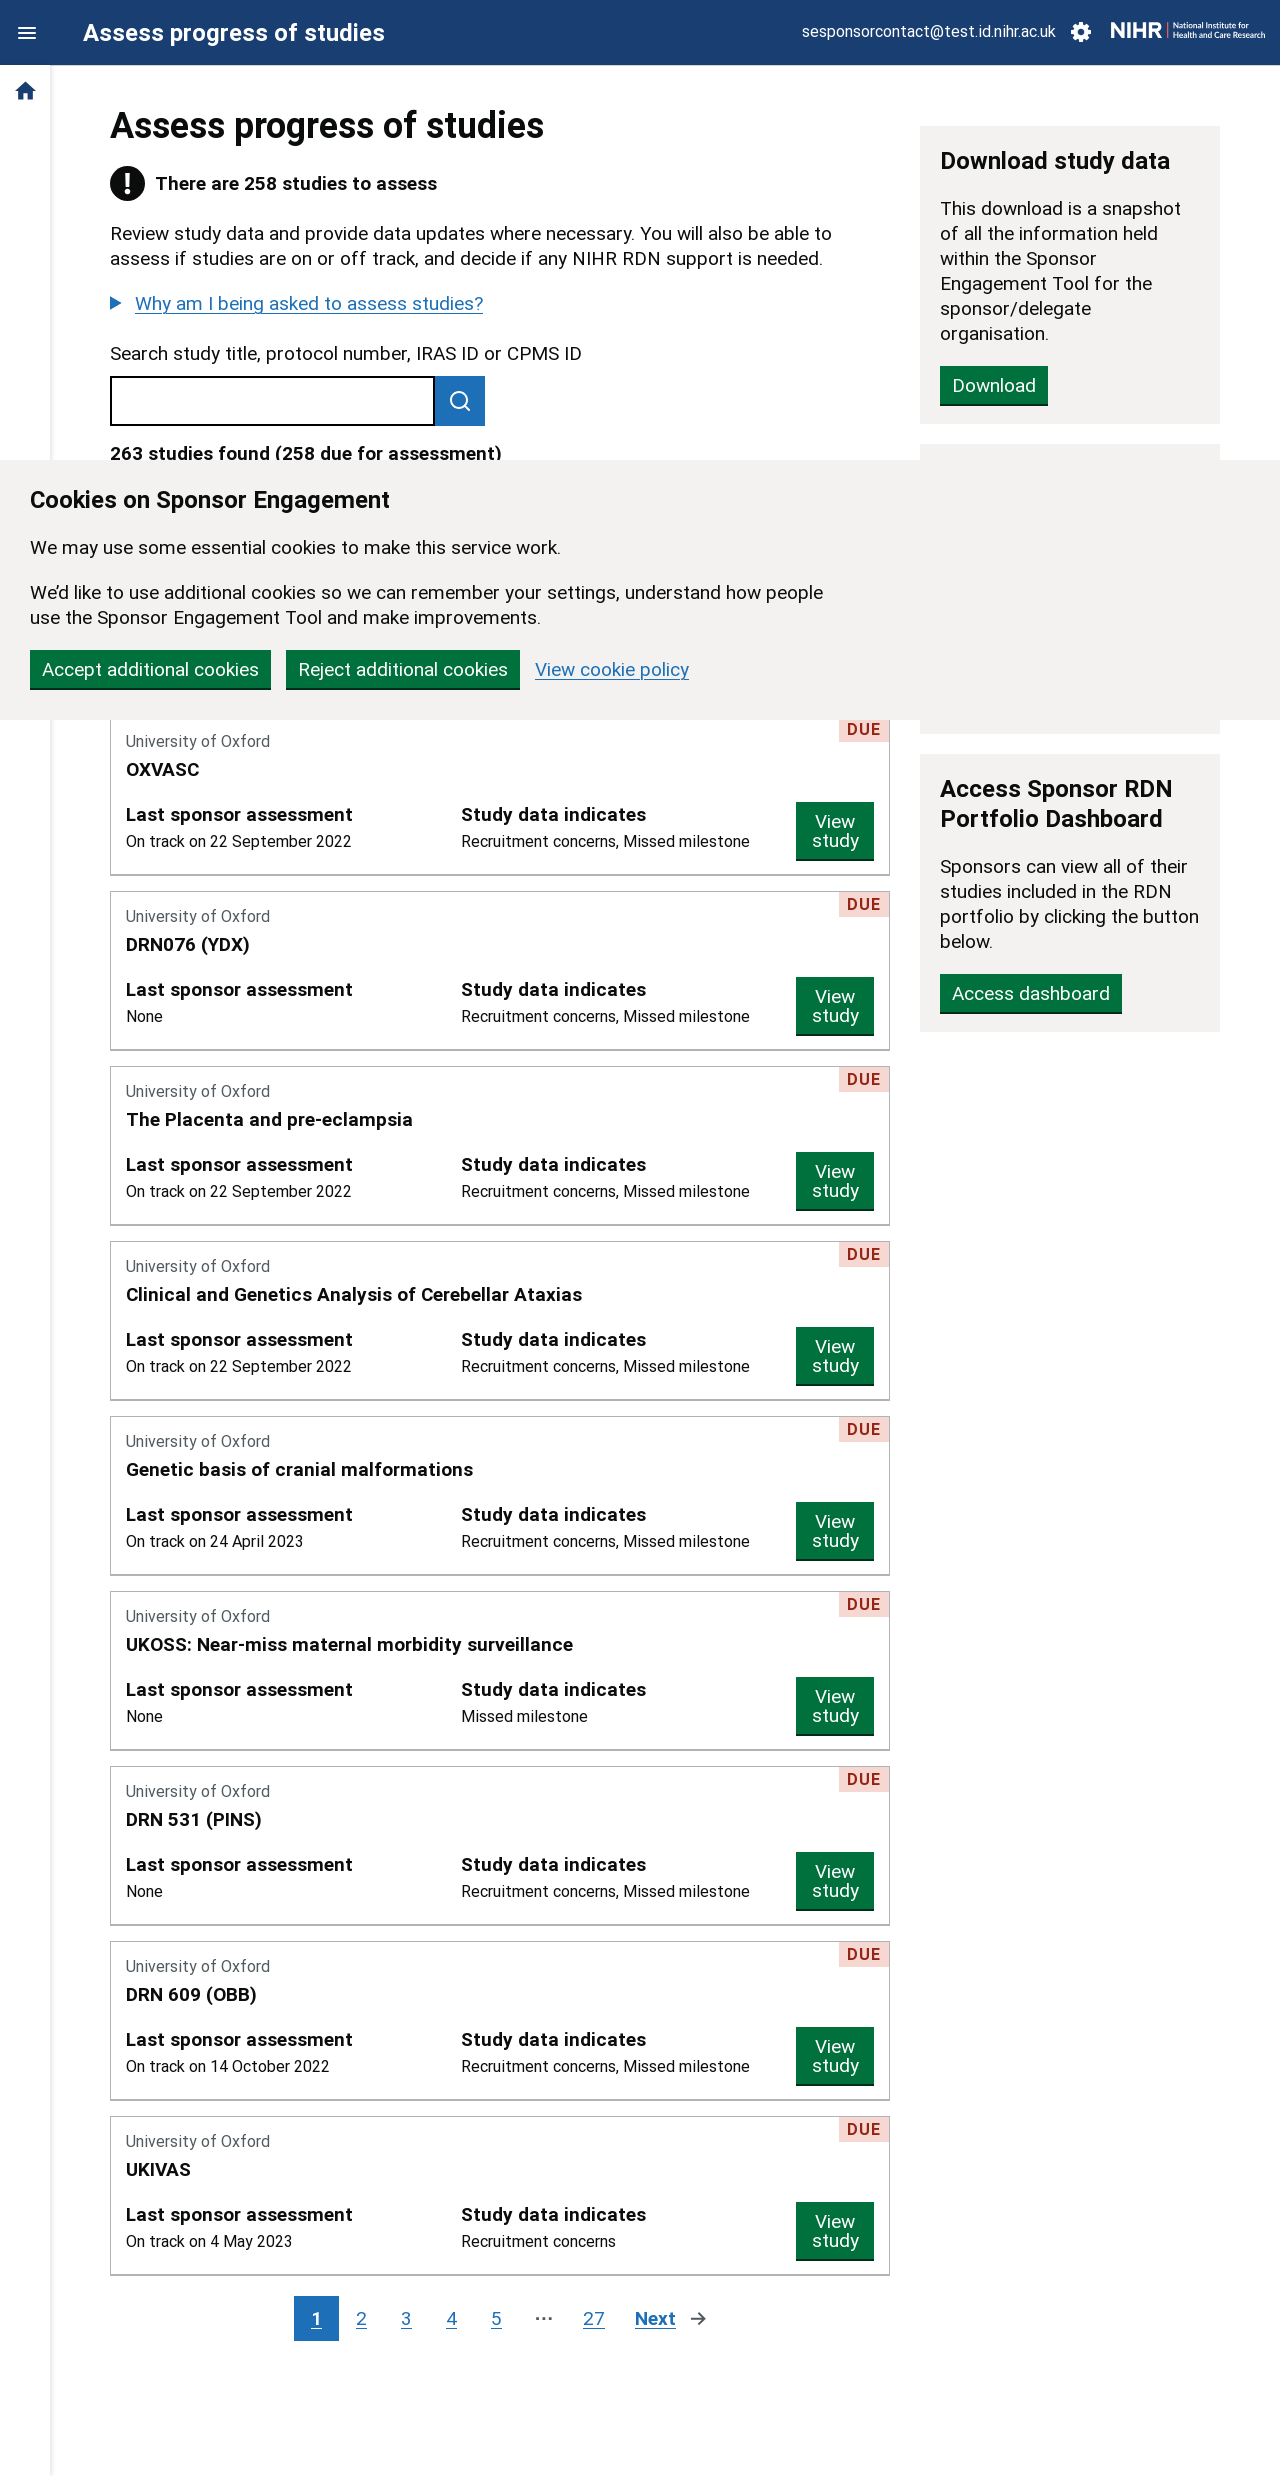 Assess progress of studies
sesponsorcontact@test.id.nihr.ac.uk
NIHR | National Institute for
Health and Care Research
Assess progress of studies
There are 258 studies to assess
Review study data and provide data updates where necessary. You will also be able to
assess if studies are on or off track, and decide if any NIHR RDN support is needed.
Why am I being asked to assess studies?
Search study title, protocol number, IRAS ID or CPMS ID
263 studies found (258 due for assessment)
Download study data
This download is a snapshot
of all the information held
within the Sponsor
Engagement Tool for the
sponsor/delegate
organisation.
Download
Cookies on Sponsor Engagement
We may use some essential cookies to make this service work.
We’d like to use additional cookies so we can remember your settings, understand how people
use the Sponsor Engagement Tool and make improvements.
Accept additional cookies
Reject additional cookies
View cookie policy
DUE
University of Oxford
OXVASC
Last sponsor assessment
On track on 22 September 2022
Study data indicates
Recruitment concerns, Missed milestone
View
study
Access Sponsor RDN
Portfolio Dashboard
Sponsors can view all of their
studies included in the RDN
portfolio by clicking the button
below.
Access dashboard
DUE
University of Oxford
DRN076 (YDX)
Last sponsor assessment
None
Study data indicates
Recruitment concerns, Missed milestone
View
study
DUE
University of Oxford
The Placenta and pre-eclampsia
Last sponsor assessment
On track on 22 September 2022
Study data indicates
Recruitment concerns, Missed milestone
View
study
DUE
University of Oxford
Clinical and Genetics Analysis of Cerebellar Ataxias
Last sponsor assessment
On track on 22 September 2022
Study data indicates
Recruitment concerns, Missed milestone
View
study
DUE
University of Oxford
Genetic basis of cranial malformations
Last sponsor assessment
On track on 24 April 2023
Study data indicates
Recruitment concerns, Missed milestone
View
study
DUE
University of Oxford
UKOSS: Near-miss maternal morbidity surveillance
Last sponsor assessment
None
Study data indicates
Missed milestone
View
study
DUE
University of Oxford
DRN 531 (PINS)
Last sponsor assessment
None
Study data indicates
Recruitment concerns, Missed milestone
View
study
DUE
University of Oxford
DRN 609 (OBB)
Last sponsor assessment
On track on 14 October 2022
Study data indicates
Recruitment concerns, Missed milestone
View
study
DUE
University of Oxford
UKIVAS
Last sponsor assessment
On track on 4 May 2023
Study data indicates
Recruitment concerns
View
study
1 2 3 4 5 ⋯ 27 Next →